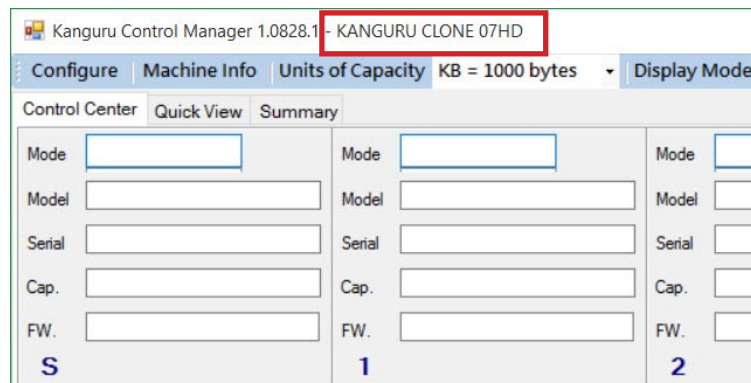 Kanguru Control Manager 1.0828.1 - KANGURU CLONE 07HD
Configure Machine Info Units of Capacity KB = 1000 bytes Display Mode
Control Center Quick View Summary
Mode Mode Mode
Model Model Model
Serial Serial Serial
Cap. Cap. Cap.
FW. FW. FW.
S 1 2